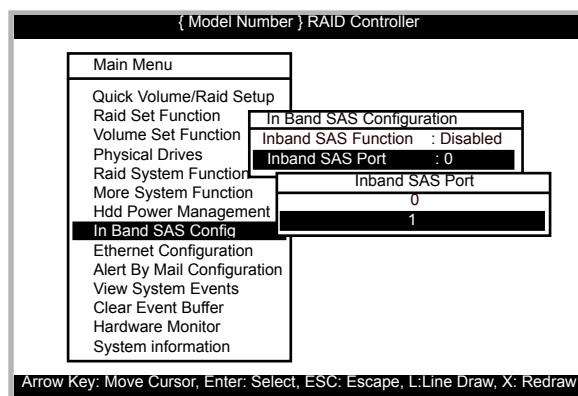 { Model Number } RAID Controller
Main Menu
Quick Volume/Raid Setup
Raid Set Function
Volume Set Function
Physical Drives
Raid System Function
More System Function
Hdd Power Management
In Band SAS Config
Ethernet Configuration
Alert By Mail Configuration
View System Events
Clear Event Buffer
Hardware Monitor
System information
In Band SAS Configuration
Inband SAS Function : Disabled
Inband SAS Port : 0
Inband SAS Port
0
1
Arrow Key: Move Cursor, Enter: Select, ESC: Escape, L:Line Draw, X: Redraw